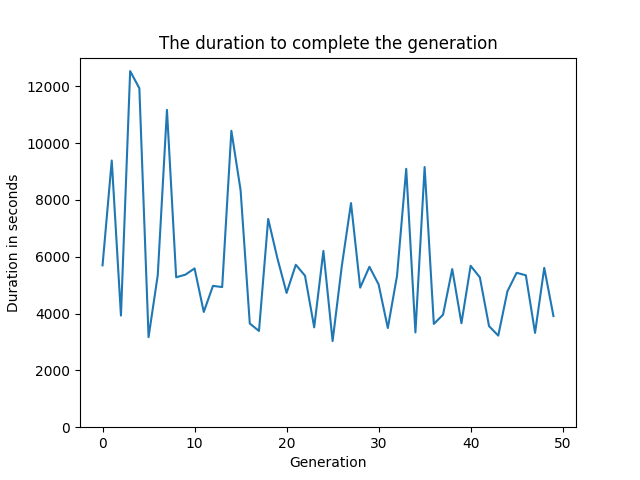 The duration to complete the generation
Duration in seconds
12000
10000
8000
6000
4000
2000
0
0 10 20 30 40 50
Generation